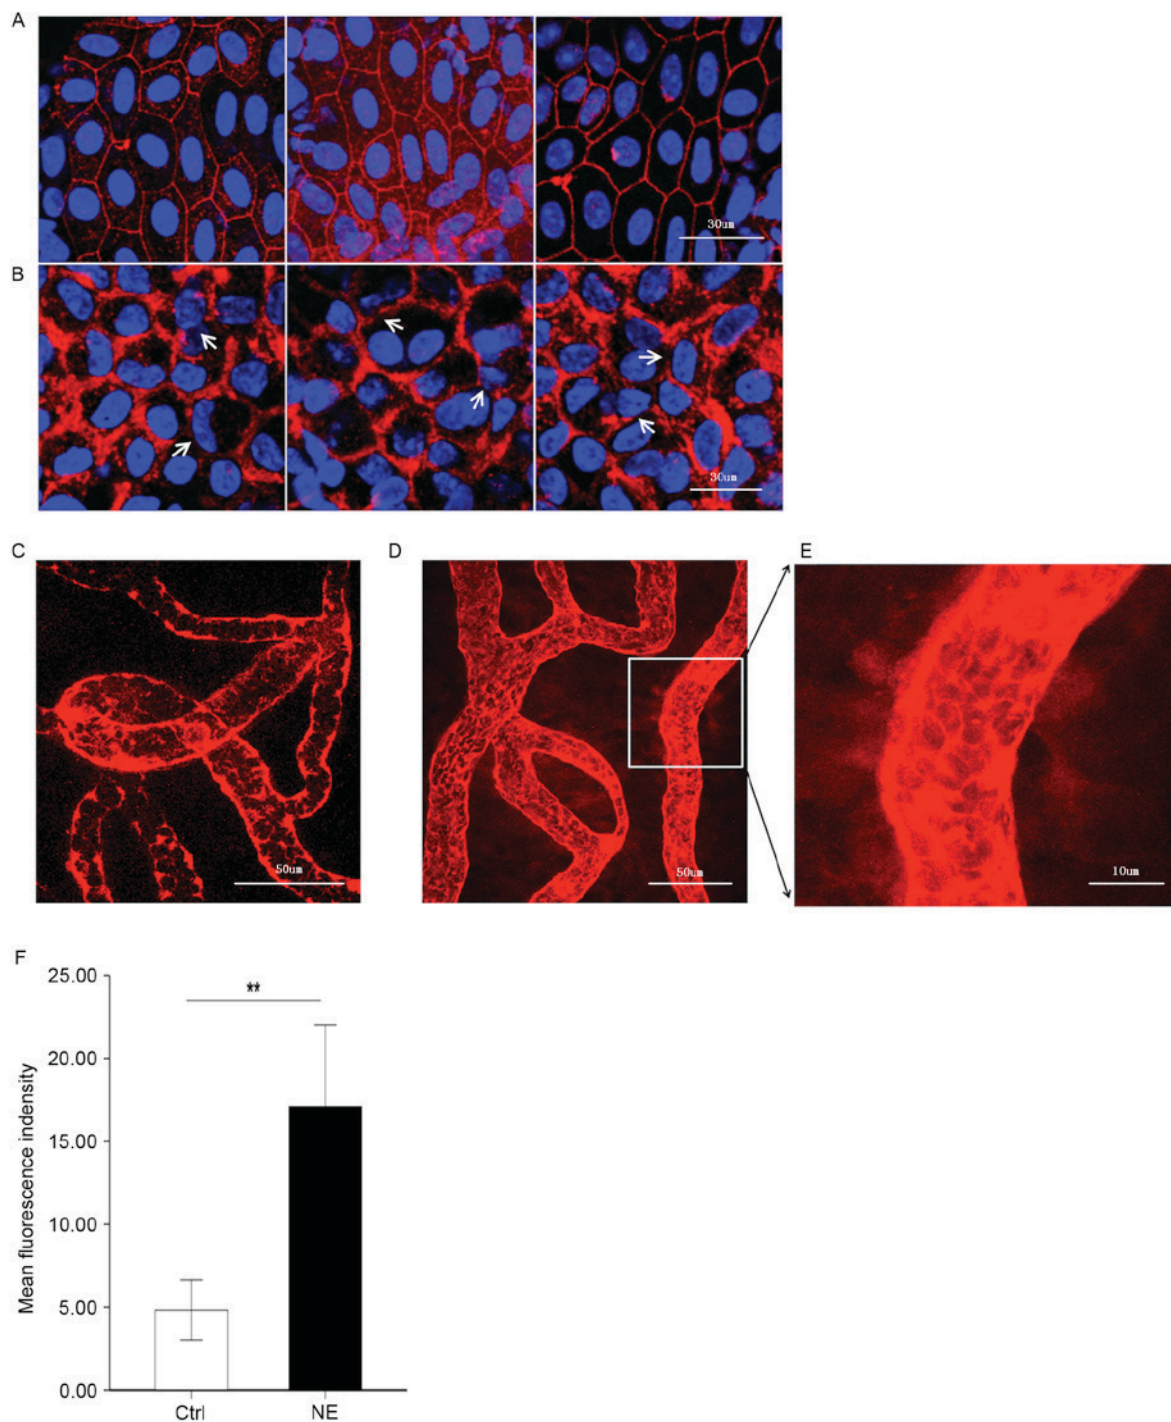 A
30um
B
30um
C
D
E
50um
50um
10um
F
25.00
**
20.00
15.00
10.00
5.00
0.00
Mean fluorescence indensity
Ctrl
NE